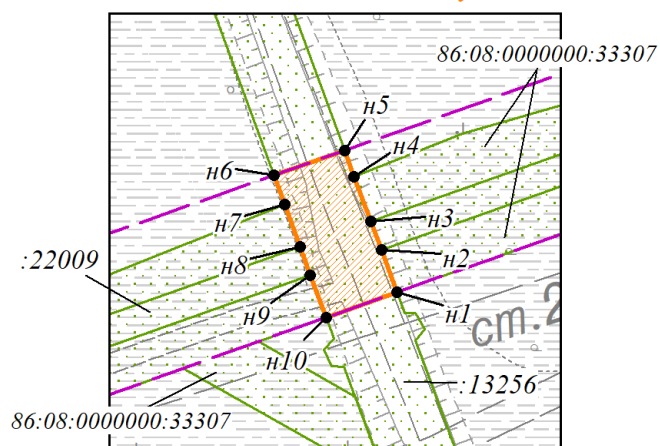 86:08:0000000:33307
н5
н4
н6
н7
н3
н2
:22009
н8
н9
н1
ст.2
н10
:13256
86:08:0000000:33307